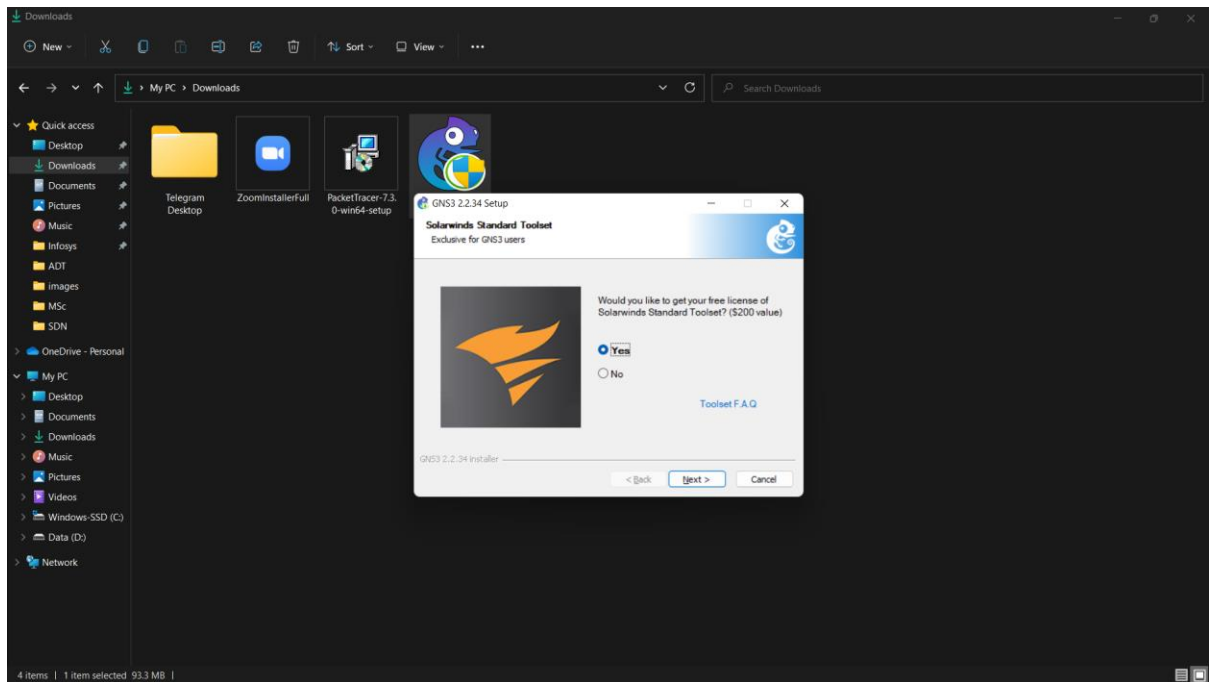 Downloads
New
Sort
View
My PC > Downloads
Search Downloads
Quick access
Desktop
Downloads
Documents
Pictures
Music
Infosys
ADT
images
MSc
SDN
OneDrive - Personal
My PC
Desktop
Documents
Downloads
Music
Pictures
Videos
Windows-SSD (C:)
Data (D:)
Network
Telegram
Desktop
ZoomInstallerFull
PacketTracer-7.3.
0-win64-setup
GNS3 2.2.34 Setup
Solarwinds Standard Toolset
Exclusive for GNS3 users
Would you like to get your free license of
Solarwinds Standard Toolset? ($200 value)
Yes
No
Toolset F.A.Q
GNS3 2.2.34 installer
< Back Next > Cancel
4 items | 1 item selected 93.3 MB |